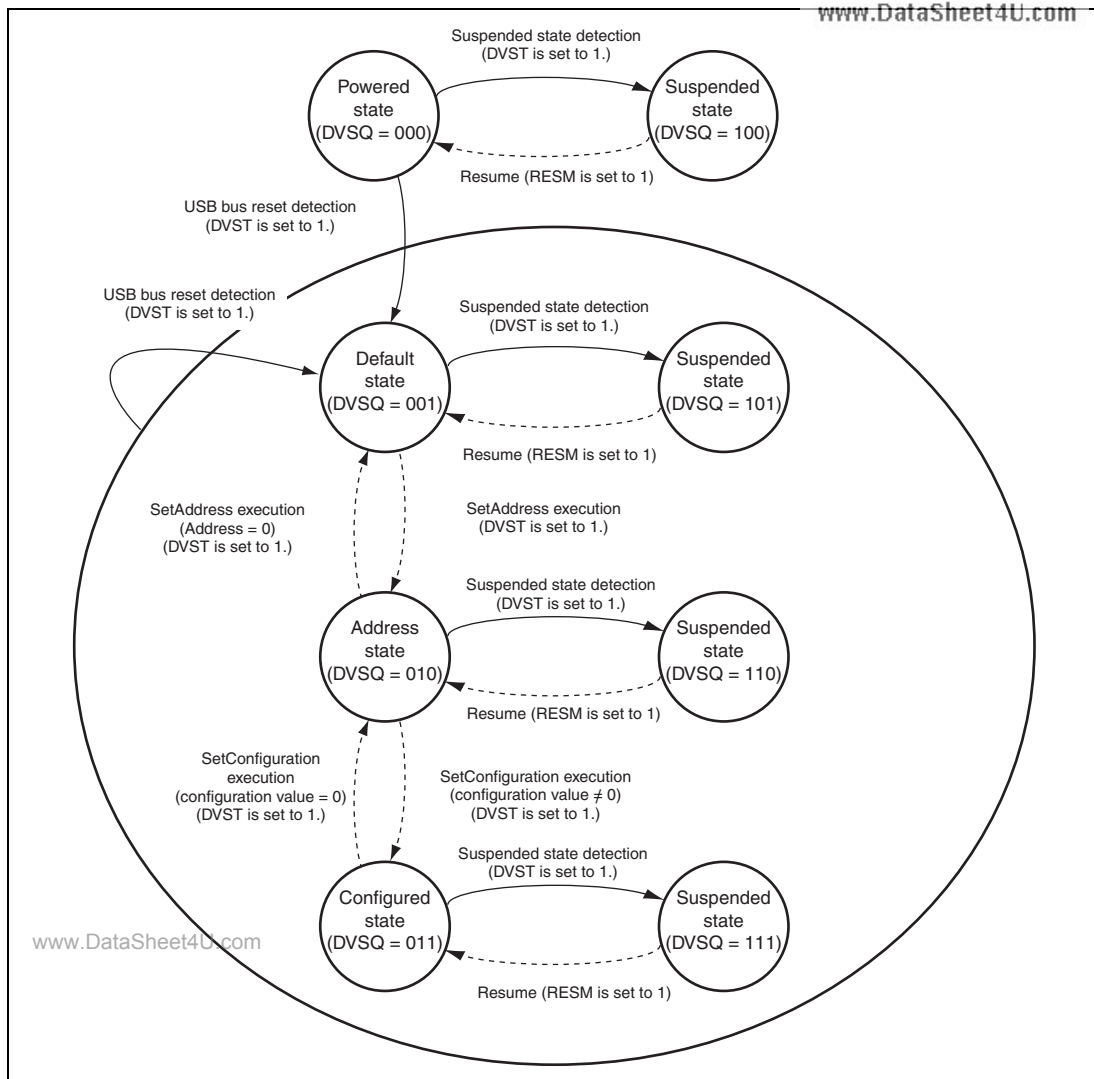 www.DataSheet4U.com
Suspended state detection
(DVST is set to 1.)
Powered
state
(DVSQ = 000)
Suspended
state
(DVSQ = 100)
Resume (RESM is set to 1)
USB bus reset detection
(DVST is set to 1.)
USB bus reset detection
(DVST is set to 1.)
Suspended state detection
(DVST is set to 1.)
Default
state
(DVSQ = 001)
Suspended
state
(DVSQ = 101)
Resume (RESM is set to 1)
SetAddress execution
(Address = 0)
(DVST is set to 1.)
SetAddress execution
(DVST is set to 1.)
Suspended state detection
(DVST is set to 1.)
Address
state
(DVSQ = 010)
Suspended
state
(DVSQ = 110)
Resume (RESM is set to 1)
SetConfiguration
execution
(configuration value = 0)
(DVST is set to 1.)
SetConfiguration execution
(configuration value ≠ 0)
(DVST is set to 1.)
Suspended state detection
(DVST is set to 1.)
Configured
state
(DVSQ = 011)
Suspended
state
(DVSQ = 111)
www.DataSheet4U.com
Resume (RESM is set to 1)